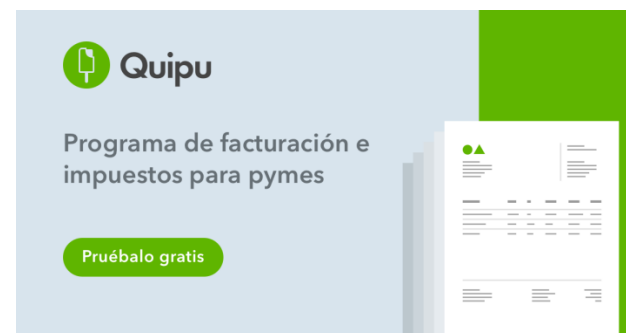 Quipu
Programa de facturación e
impuestos para pymes
Pruébalo gratis